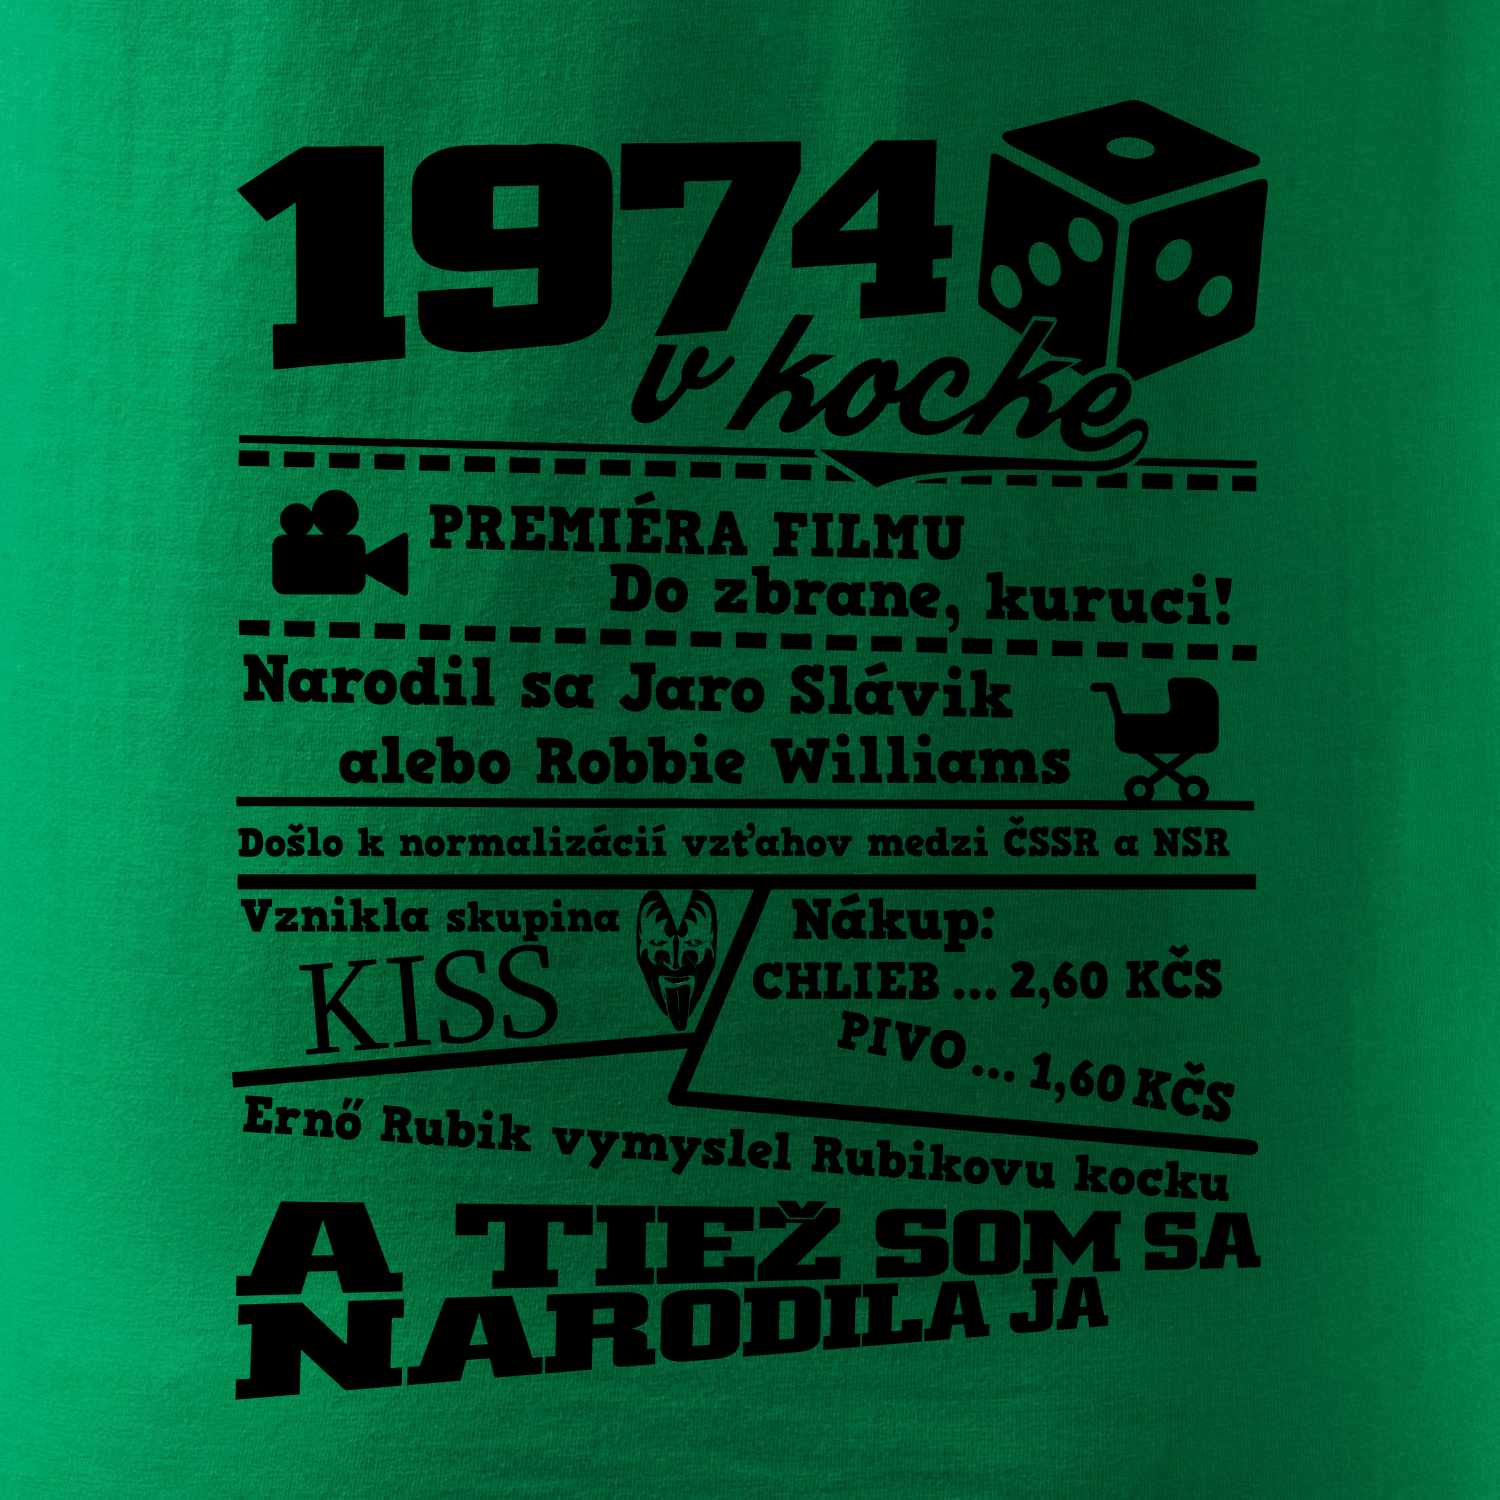 1974
v kocke
PREMIÉRA FILMU
Do zbrane, kuruci!
Narodil sa Jaro Slávik
alebo Robbie Williams
Došlo k normalizácií vzťahov medzi ČSSR a NSR
Vznikla skupina
KISS
Nákup:
CHLIEB ... 2,60 KČS
PIVO ... 1,60 KČS
Ernő Rubik vymyslel Rubikovu kocku
A TIEŽ SOM SA
NARODILA JA